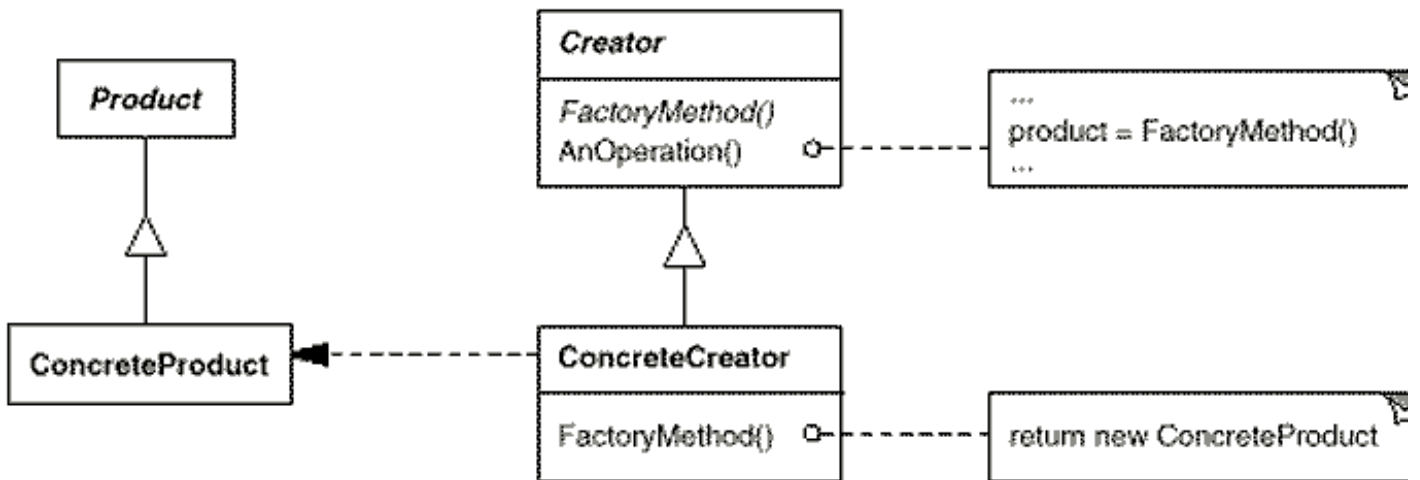 Product
Creator
FactoryMethod()
AnOperation()
...
product = FactoryMethod()
...
ConcreteProduct
ConcreteCreator
FactoryMethod()
return new ConcreteProduct